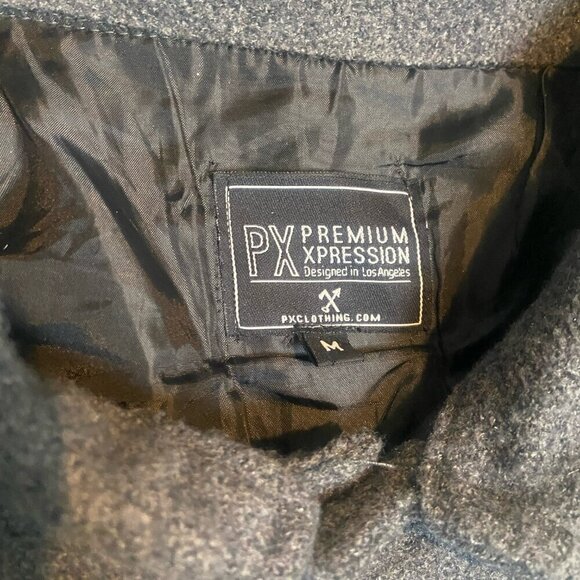 PX PREMIUM
XPRESSION
Designed in Los Angeles
PXCLOTHING.COM
M